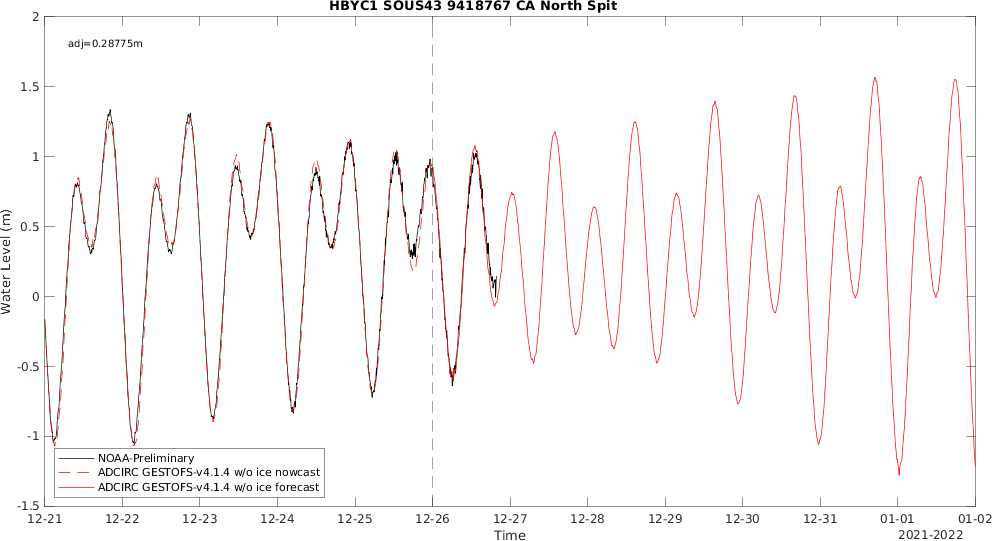 HBYC1 SOUS43 9418767 CA North Spit
adj=0.28775m
2
1.5
1
0.5
0
-0.5
-1
-1.5
Water Level (m)
NOAA-Preliminary
ADCIRC GESTOFS-v4.1.4 w/o ice nowcast
ADCIRC GESTOFS-v4.1.4 w/o ice forecast
12-21 12-22 12-23 12-24 12-25 12-26 12-27 12-28 12-29 12-30 12-31 01-01 01-02
Time
2021-2022